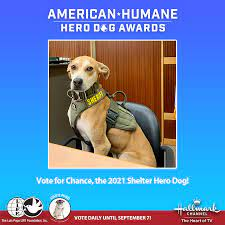 AMERICAN★HUMANE
HERO DOG AWARDS
SHERIFF
Vote for Chance, the 2021 Shelter Hero Dog!
VOTE DAILY UNTIL SEPTEMBER 7!
Hallmark
CHANNEL
The Heart of TV